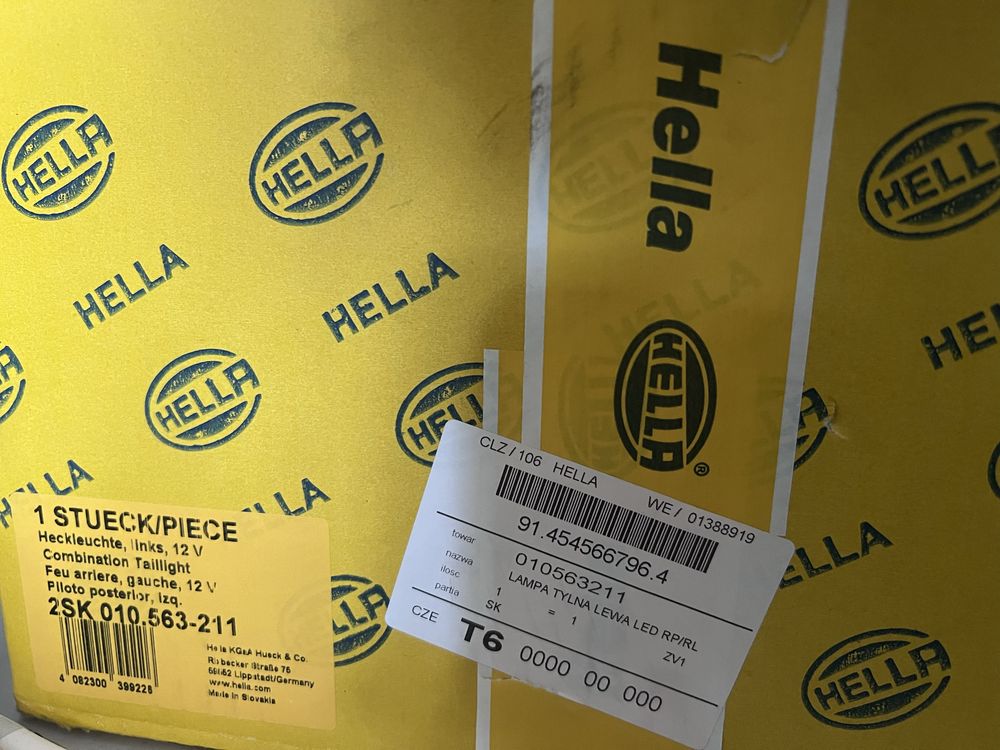 HELLA
HELLA
HELLA
HELLA
HELLA
Hella
HELLA
HELLA
HELLA
HELLA ®
HELLA
HELLA
1 STUECK/PIECE
Heckleuchte, links, 12 V
Combination Taillight
Feu arriere, gauche, 12 V
Piloto posterior, izq.
2SK 010.563-211
4 082300 399226
Hella KGaA Hueck & Co.
59552 Lippstadt/Germany
www.hella.com
Made in Slovakia
CLZ / 106 HELLA WE / 01388919
91.454566796.4
towar 010563211
nazwa LAMPA TYLNA LEWA LED RP/RL
ilosc 1 = 1
partia SK ZV1
CZE T6 0000 00 000